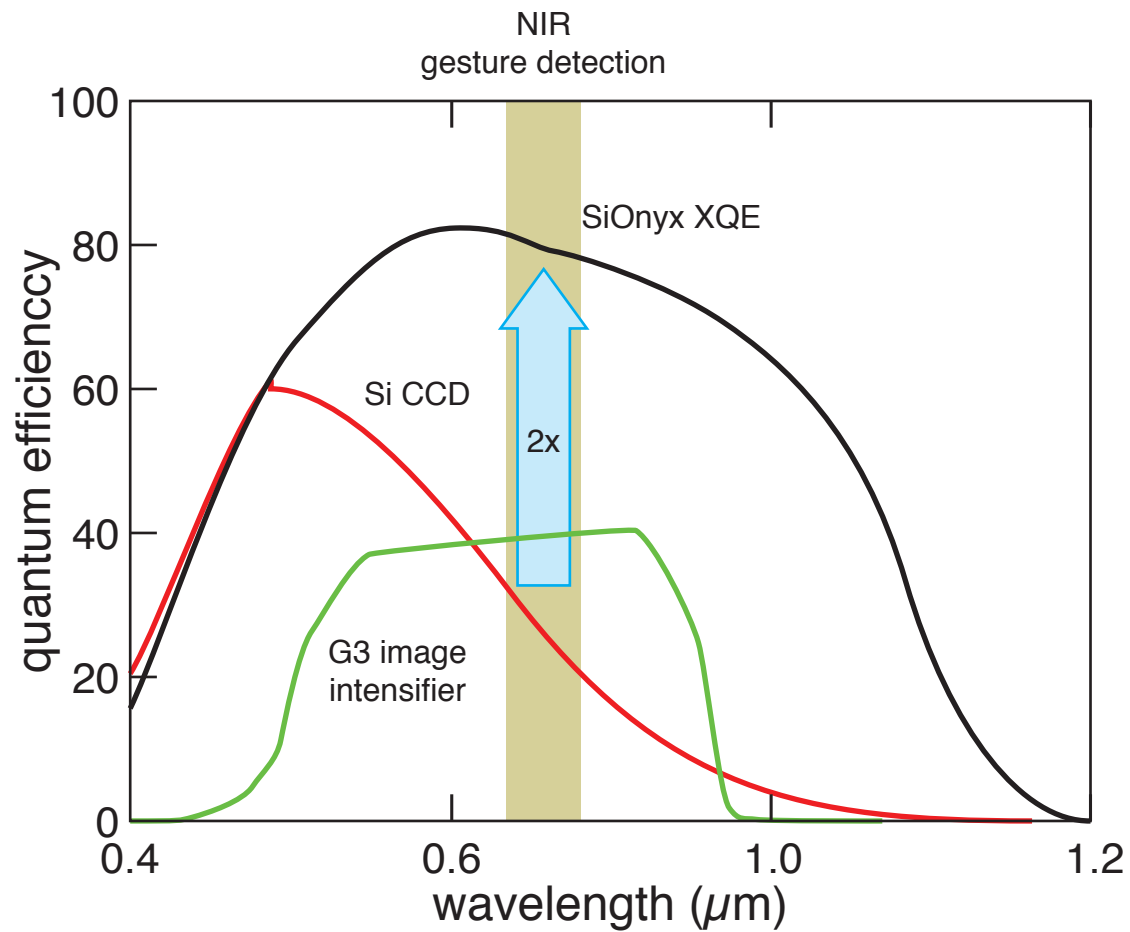 NIR
gesture detection
100
80
60
40
20
0
quantum efficienccy
SiOnyx XQE
Si CCD
2x
G3 image
intensifier
0.4
0.6
1.0
1.2
wavelength (μm)